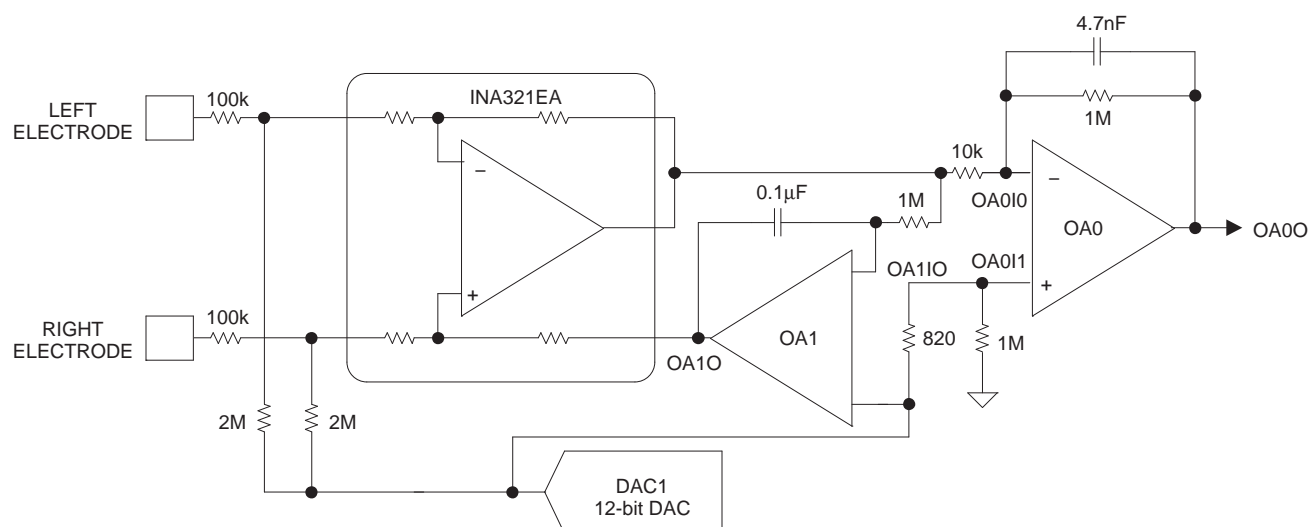 4.7nF
1M
LEFT
ELECTRODE
100k
INA321EA
−
10k
OA0I0
−
0.1μF
1M
OA0
OA0O
OA1IO
OA0I1
+
+
RIGHT
ELECTRODE
100k
OA1O
OA1
820
1M
2M
2M
DAC1
12-bit DAC